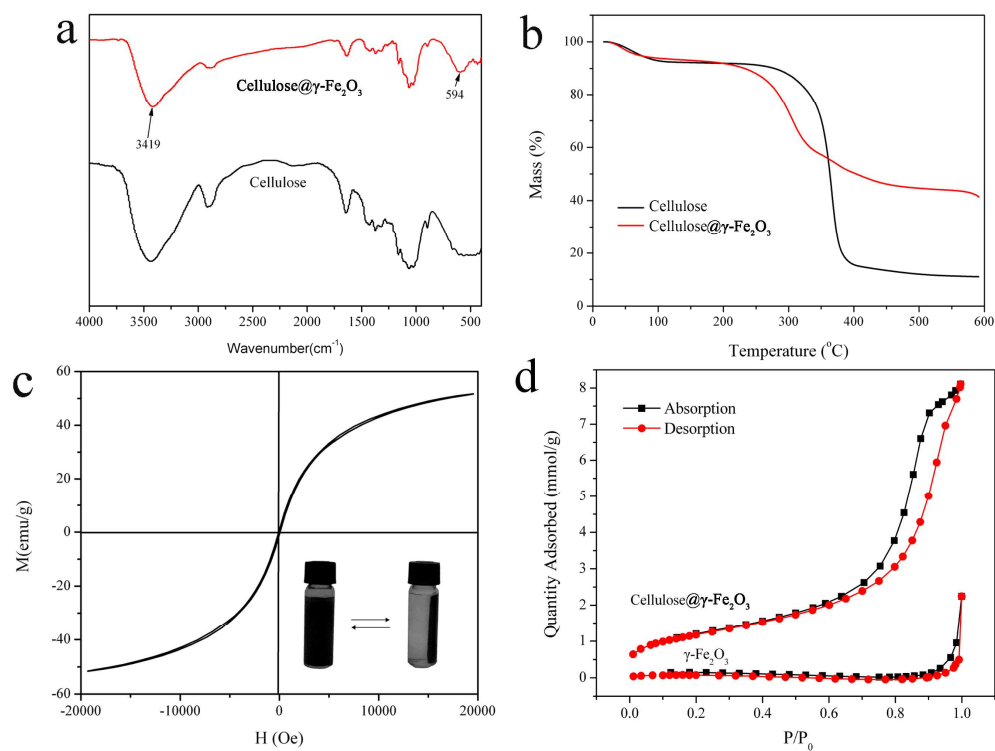 a
Cellulose@γ-Fe₂O₃
594
3419
Cellulose
4000 3500 3000 2500 2000 1500 1000 500
Wavenumber(cm⁻¹)
b
100
80
60
40
20
0
Mass (%)
Cellulose
Cellulose@γ-Fe₂O₃
0 100 200 300 400 500 600
Temperature (°C)
c
60
40
20
0
-20
-40
-60
M(emu/g)
-20000 -10000 0 10000 20000
H (Oe)
d
8
7
6
5
4
3
2
1
0
Quantity Adsorbed (mmol/g)
Absorption
Desorption
Cellulose@γ-Fe₂O₃
γ-Fe₂O₃
0.0 0.2 0.4 0.6 0.8 1.0
P/P₀